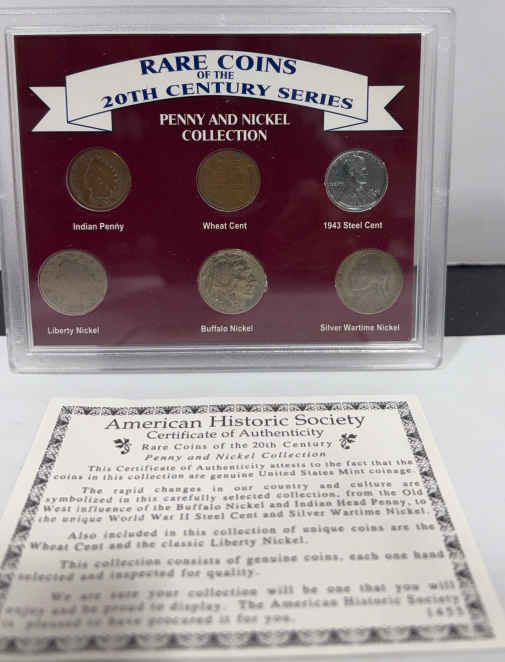 RARE COINS
OF THE
20TH CENTURY SERIES
PENNY AND NICKEL
COLLECTION
Indian Penny
Wheat Cent
1943 Steel Cent
Liberty Nickel
Buffalo Nickel
Silver Wartime Nickel
American Historic Society
Certificate of Authenticity
Rare Coins of the 20th Century
Penny and Nickel Collection
This Certificate of Authenticity attests to the fact that the
coins in this collection are genuine United States Mint coinage.
The rapid changes in our country and culture are
symbolized in this carefully selected collection, from the Old
West influence of the Buffalo Nickel and Indian Head Penny, to
the unique World War II Steel Cent and Silver Wartime Nickel.
Also included in this collection of unique coins are the
Wheat Cent and the classic Liberty Nickel.
This collection consists of genuine coins, each one hand
selected and inspected for quality.
We are sure your collection will be one that you will
enjoy and be proud to display. The American Historic Society
is pleased to have procured it for you.